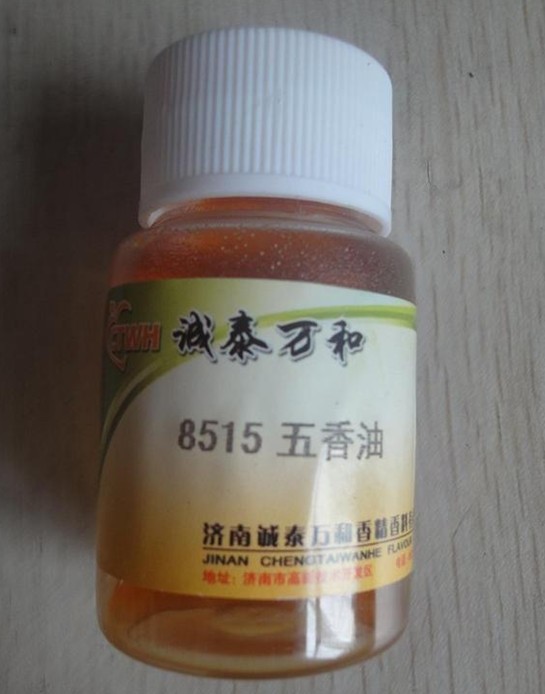 CTWH 诚泰万和
8515 五香油
济南诚泰万和香精香料
JINAN CHENGTAIWANHE FLAVOUR
地址：济南市高新技术开发区